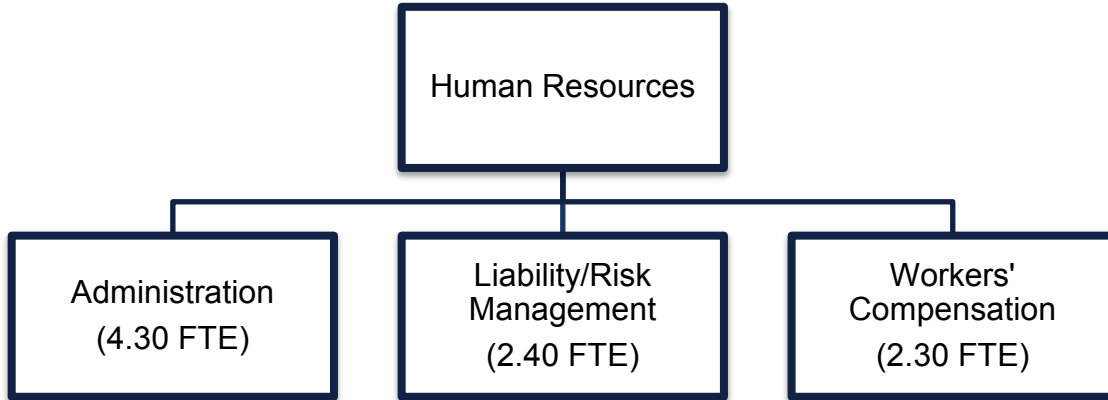 Human Resources
Administration
(4.30 FTE)
Liability/Risk
Management
(2.40 FTE)
Workers'
Compensation
(2.30 FTE)